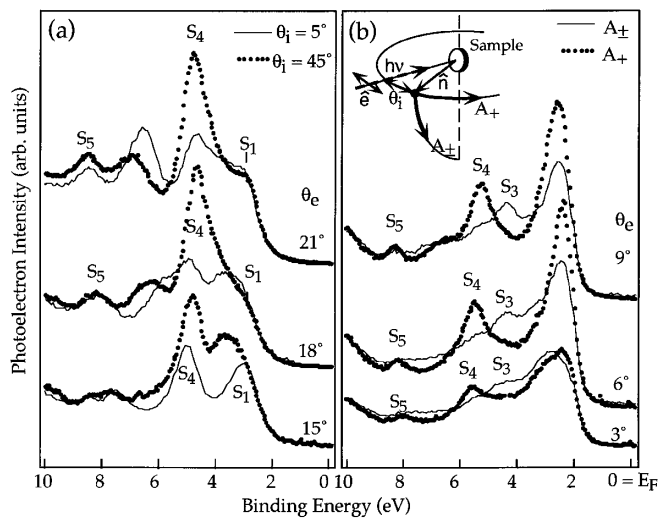 (a)
S4
θi = 5°
θi = 45°
S5
S1
θe
21°
S4
S5
S1
18°
S4
S1
15°
(b)
A±
A+
Sample
hν
n̂
ê
θi
A+
A⊥
θe
S5
S4
S3
9°
S5
S4
S3
6°
S5
S4
S3
3°
Photoelectron Intensity (arb. units)
10 8 6 4 2 0
10 8 6 4 2 0 = EF
Binding Energy (eV)